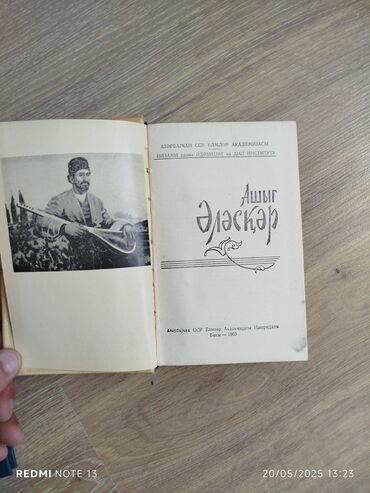 АЗӘРБАЈҸАН ССР ЕЛМЛӘР АКАДЕМИЈАСЫ
НИЗАМИ адына ӘДӘБИЈЈАТ вә ДИЛ ИНСТИТУТУ
Ашыг
Әләсҝәр
Азәрбајҹан ССР Елмләр Академијасы Нәшријјаты
Бакы — 1963
REDMI NOTE 13
20/05/2025 13:23